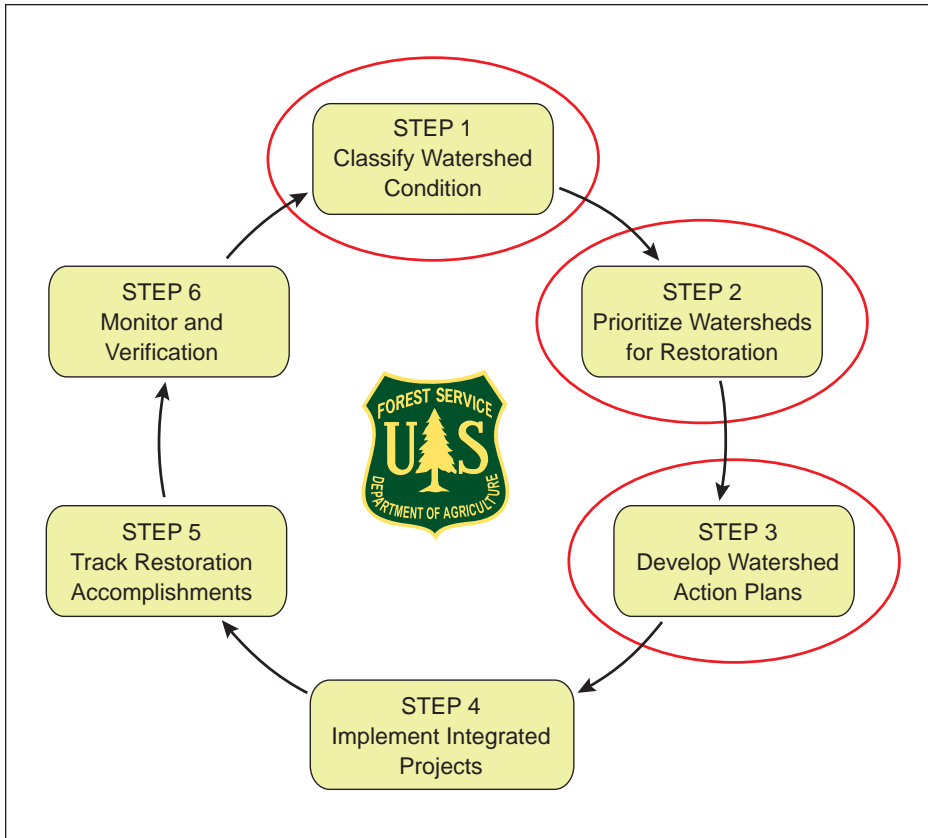 STEP 1
Classify Watershed
Condition
STEP 2
Prioritize Watersheds
for Restoration
STEP 3
Develop Watershed
Action Plans
STEP 4
Implement Integrated
Projects
STEP 5
Track Restoration
Accomplishments
STEP 6
Monitor and
Verification
FOREST SERVICE
U S
DEPARTMENT OF AGRICULTURE